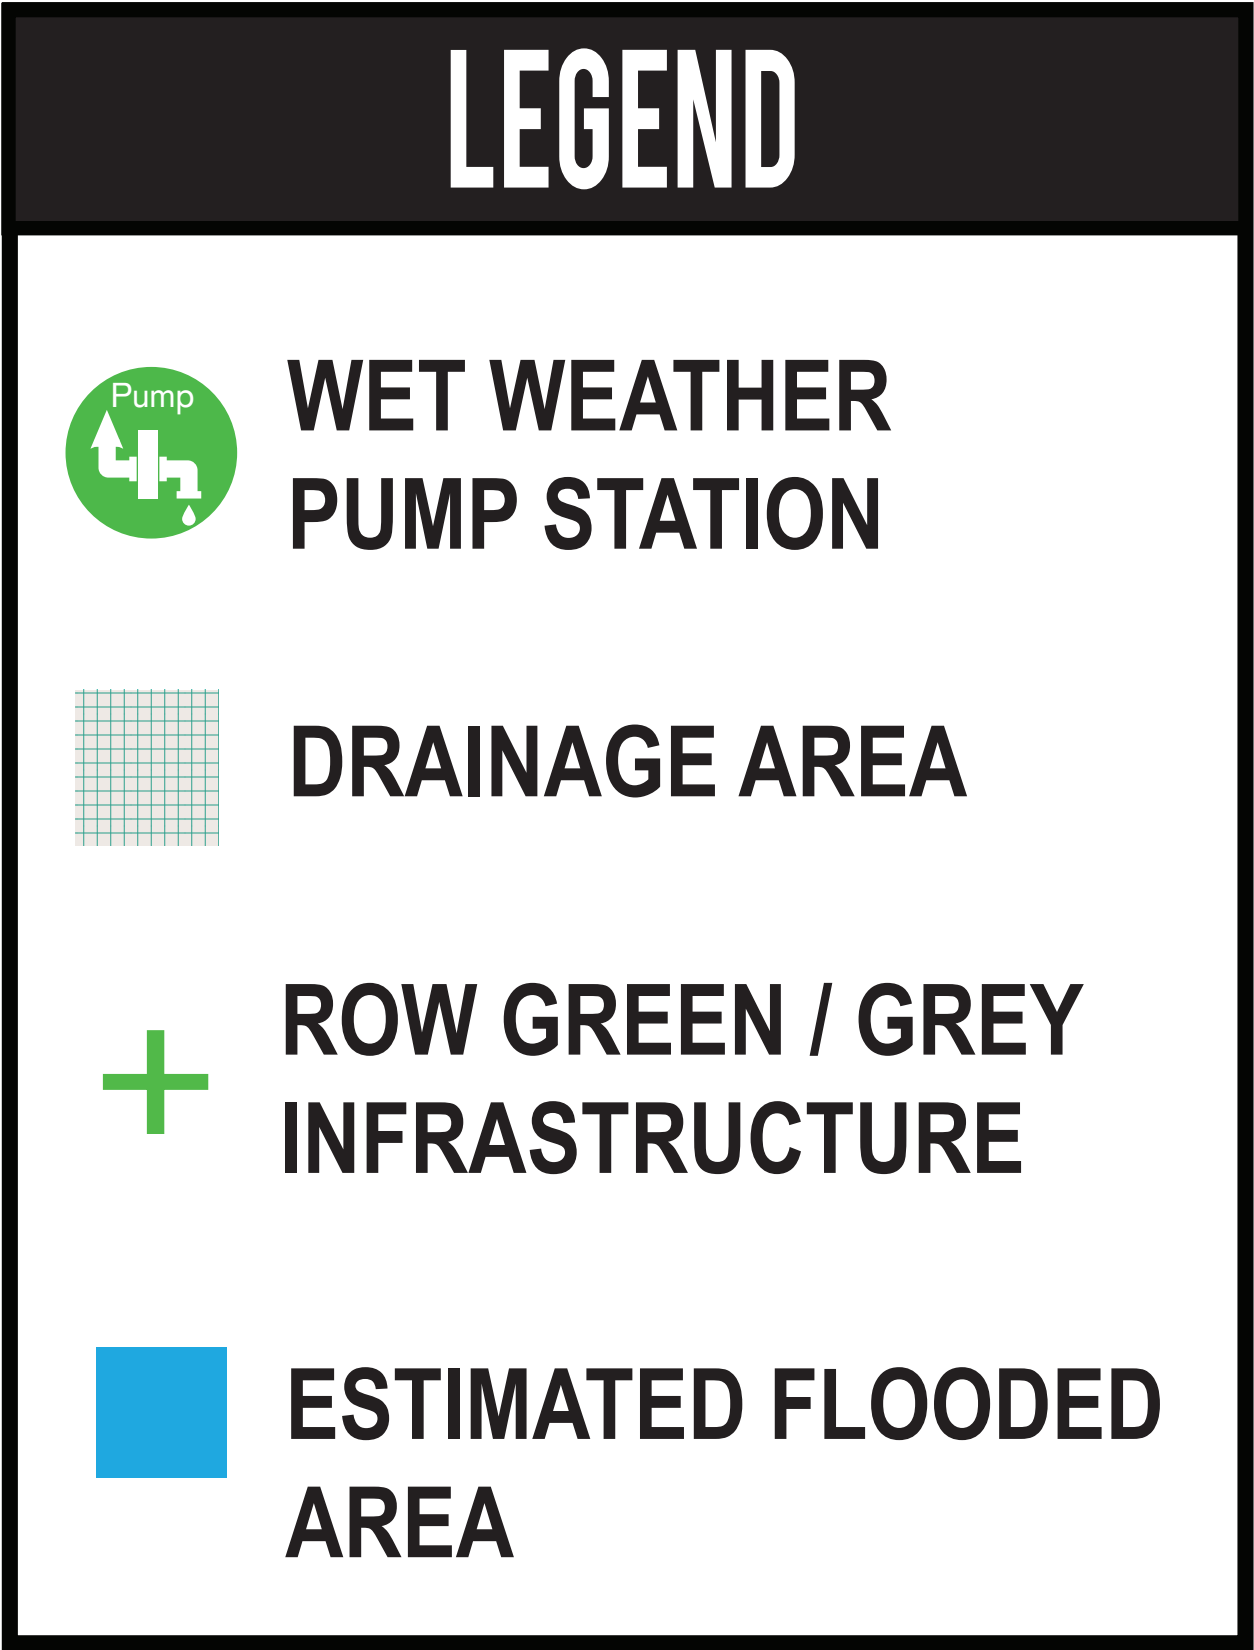 LEGEND
Pump
WET WEATHER
PUMP STATION
DRAINAGE AREA
ROW GREEN / GREY
INFRASTRUCTURE
ESTIMATED FLOODED
AREA